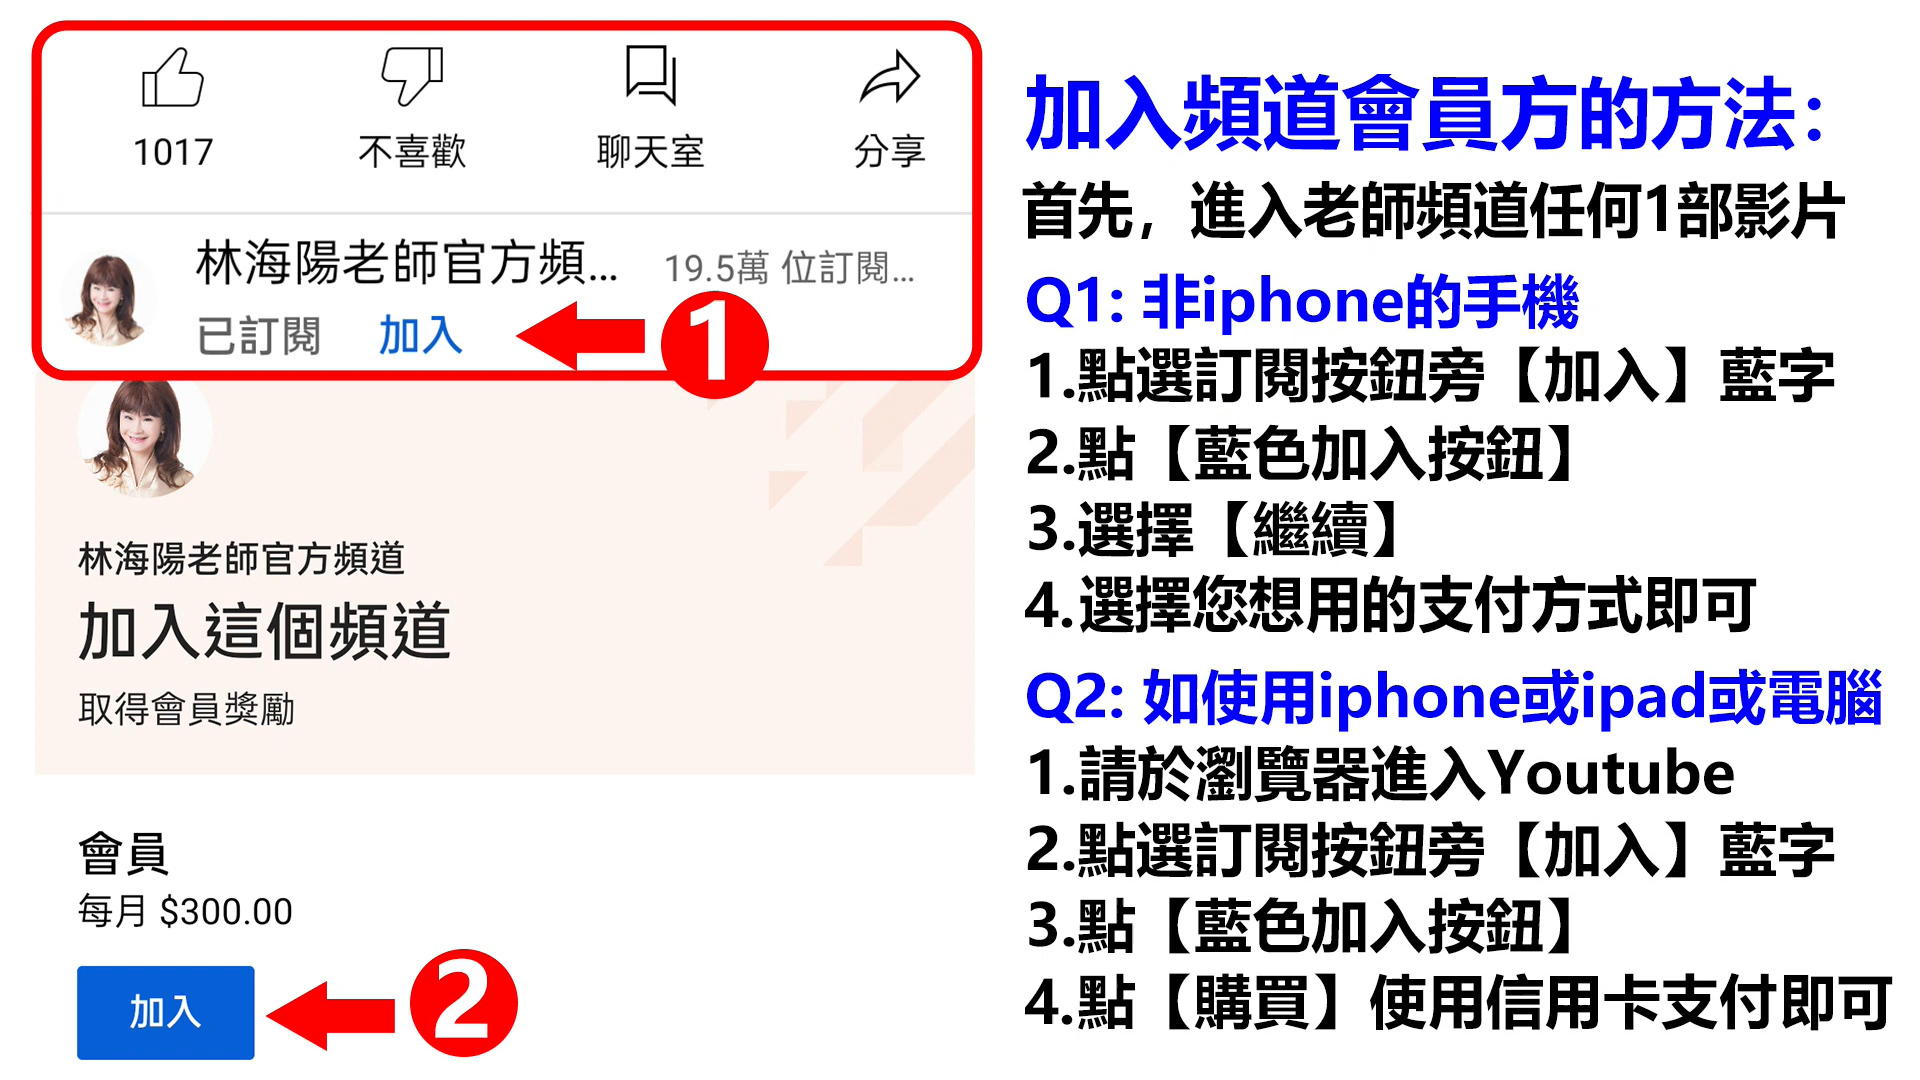 1017
不喜歡
聊天室
分享
林海陽老師官方頻...
19.5萬 位訂閱...
已訂閱
加入
1
林海陽老師官方頻道
加入這個頻道
取得會員獎勵
會員
每月 $300.00
加入
2
加入頻道會員方的方法：
首先，進入老師頻道任何1部影片
Q1: 非iphone的手機
1.點選訂閱按鈕旁【加入】藍字
2.點【藍色加入按鈕】
3.選擇【繼續】
4.選擇您想用的支付方式即可
Q2: 如使用iphone或ipad或電腦
1.請於瀏覽器進入Youtube
2.點選訂閱按鈕旁【加入】藍字
3.點【藍色加入按鈕】
4.點【購買】使用信用卡支付即可